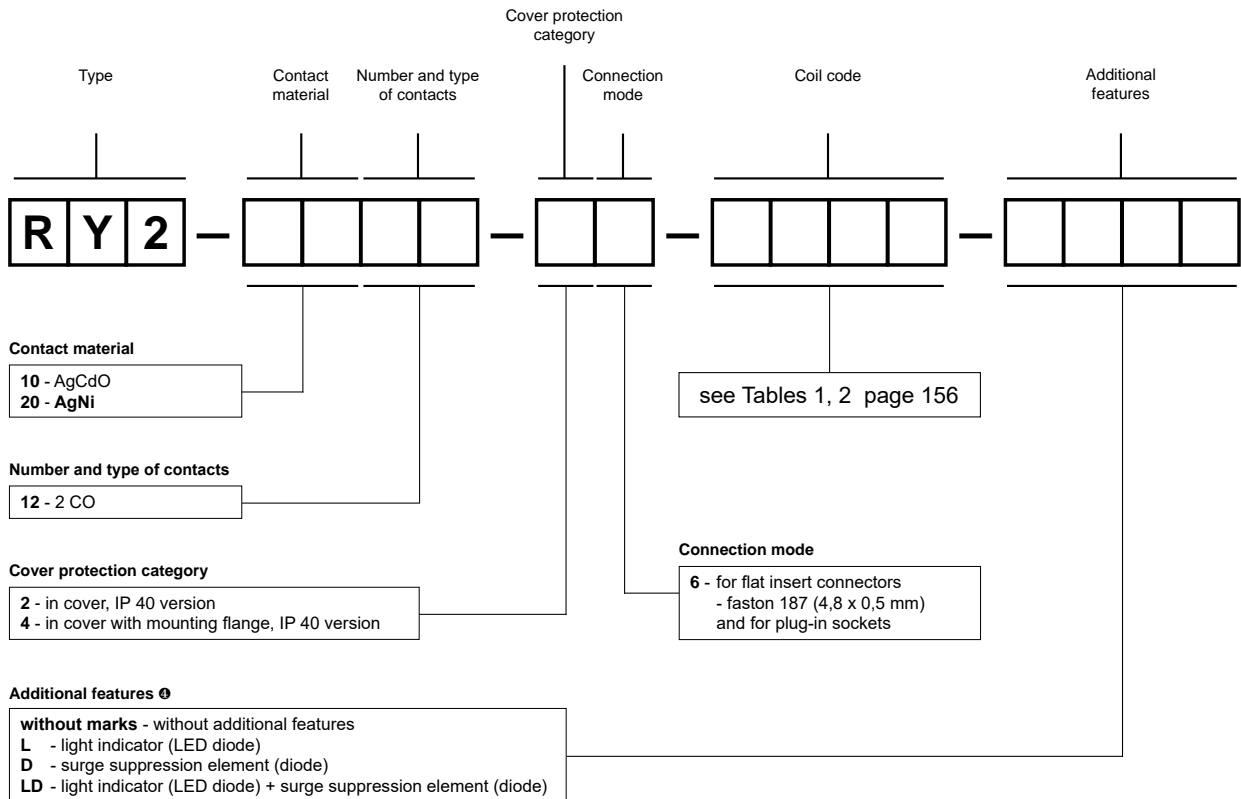 Cover protection
category
Type
Contact
material
Number and type
of contacts
Connection
mode
Coil code
Additional
features
R Y 2 – – – –
Contact material
10 - AgCdO
20 - AgNi
see Tables 1, 2 page 156
Number and type of contacts
12 - 2 CO
Cover protection category
2 - in cover, IP 40 version
4 - in cover with mounting flange, IP 40 version
Connection mode
6 - for flat insert connectors
- faston 187 (4,8 x 0,5 mm)
and for plug-in sockets
Additional features ❹
without marks - without additional features
L - light indicator (LED diode)
D - surge suppression element (diode)
LD - light indicator (LED diode) + surge suppression element (diode)